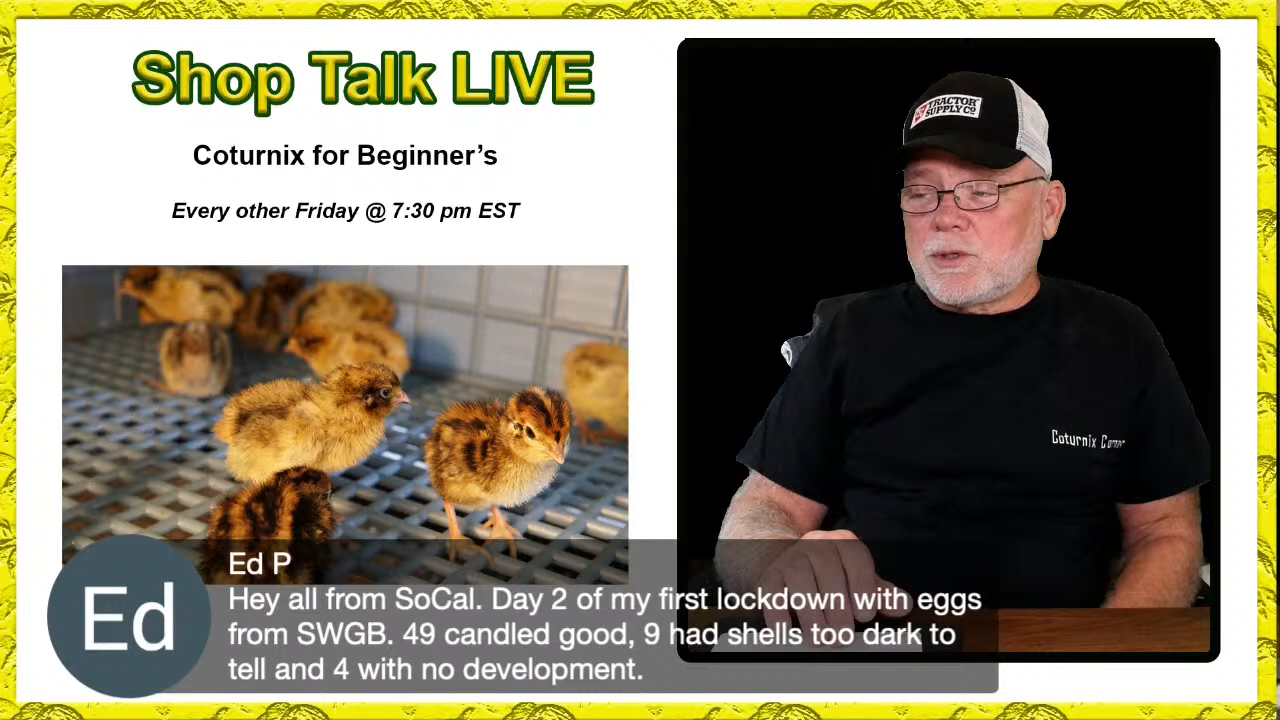 Shop Talk LIVE
Coturnix for Beginner's
Every other Friday @ 7:30 pm EST
TRACTOR
SUPPLY CO
Coturnix Corner
Ed
Ed P
Hey all from SoCal. Day 2 of my first lockdown with eggs
from SWGB. 49 candled good, 9 had shells too dark to
tell and 4 with no development.